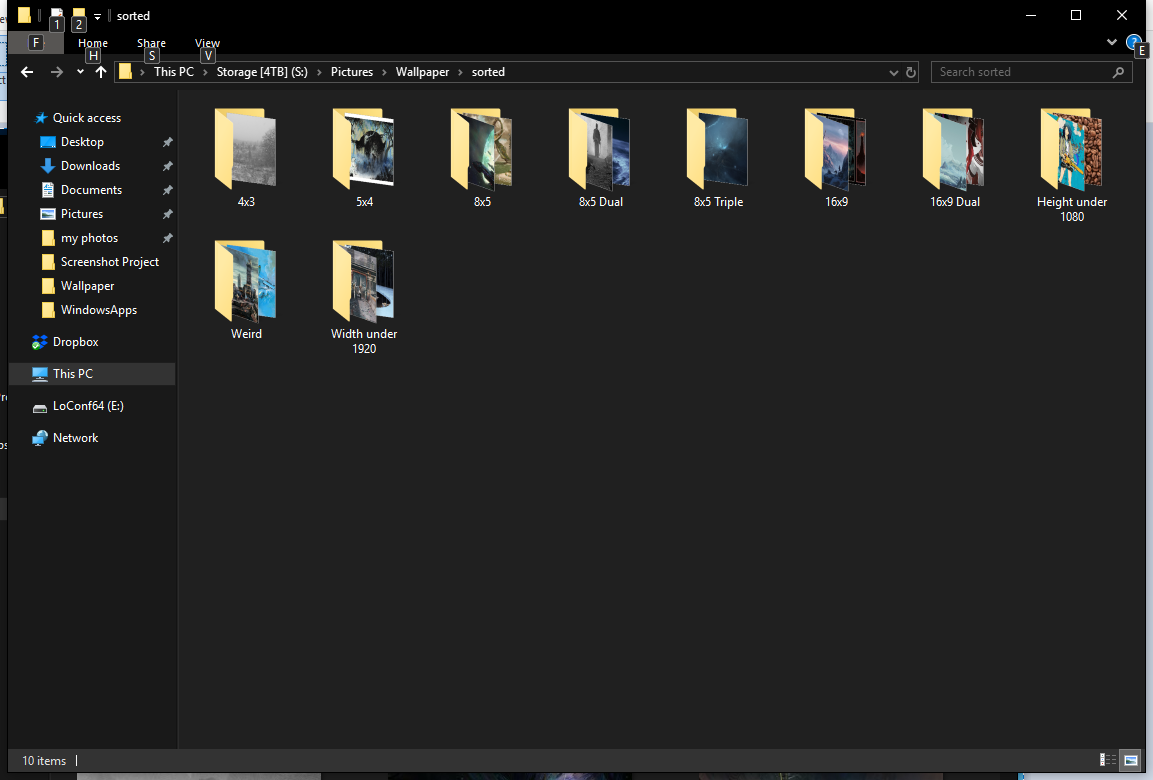 sorted
1
2
F
Home
Share
View
H
S
V
E
This PC > Storage [4TB] (S:) > Pictures > Wallpaper > sorted
Search sorted
Quick access
Desktop
Downloads
Documents
Pictures
my photos
Screenshot Project
Wallpaper
WindowsApps
Dropbox
This PC
LoConf64 (E:)
Network
4x3
5x4
8x5
8x5 Dual
8x5 Triple
16x9
16x9 Dual
Height under
1080
Weird
Width under
1920
10 items